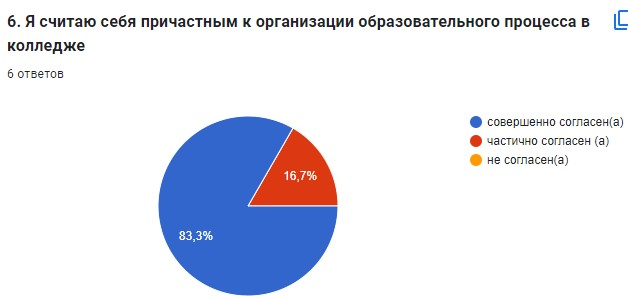 6. Я считаю себя причастным к организации образовательного процесса в
колледже
6 ответов
совершенно согласен(а)
частично согласен (а)
не согласен(а)
16,7%
83,3%